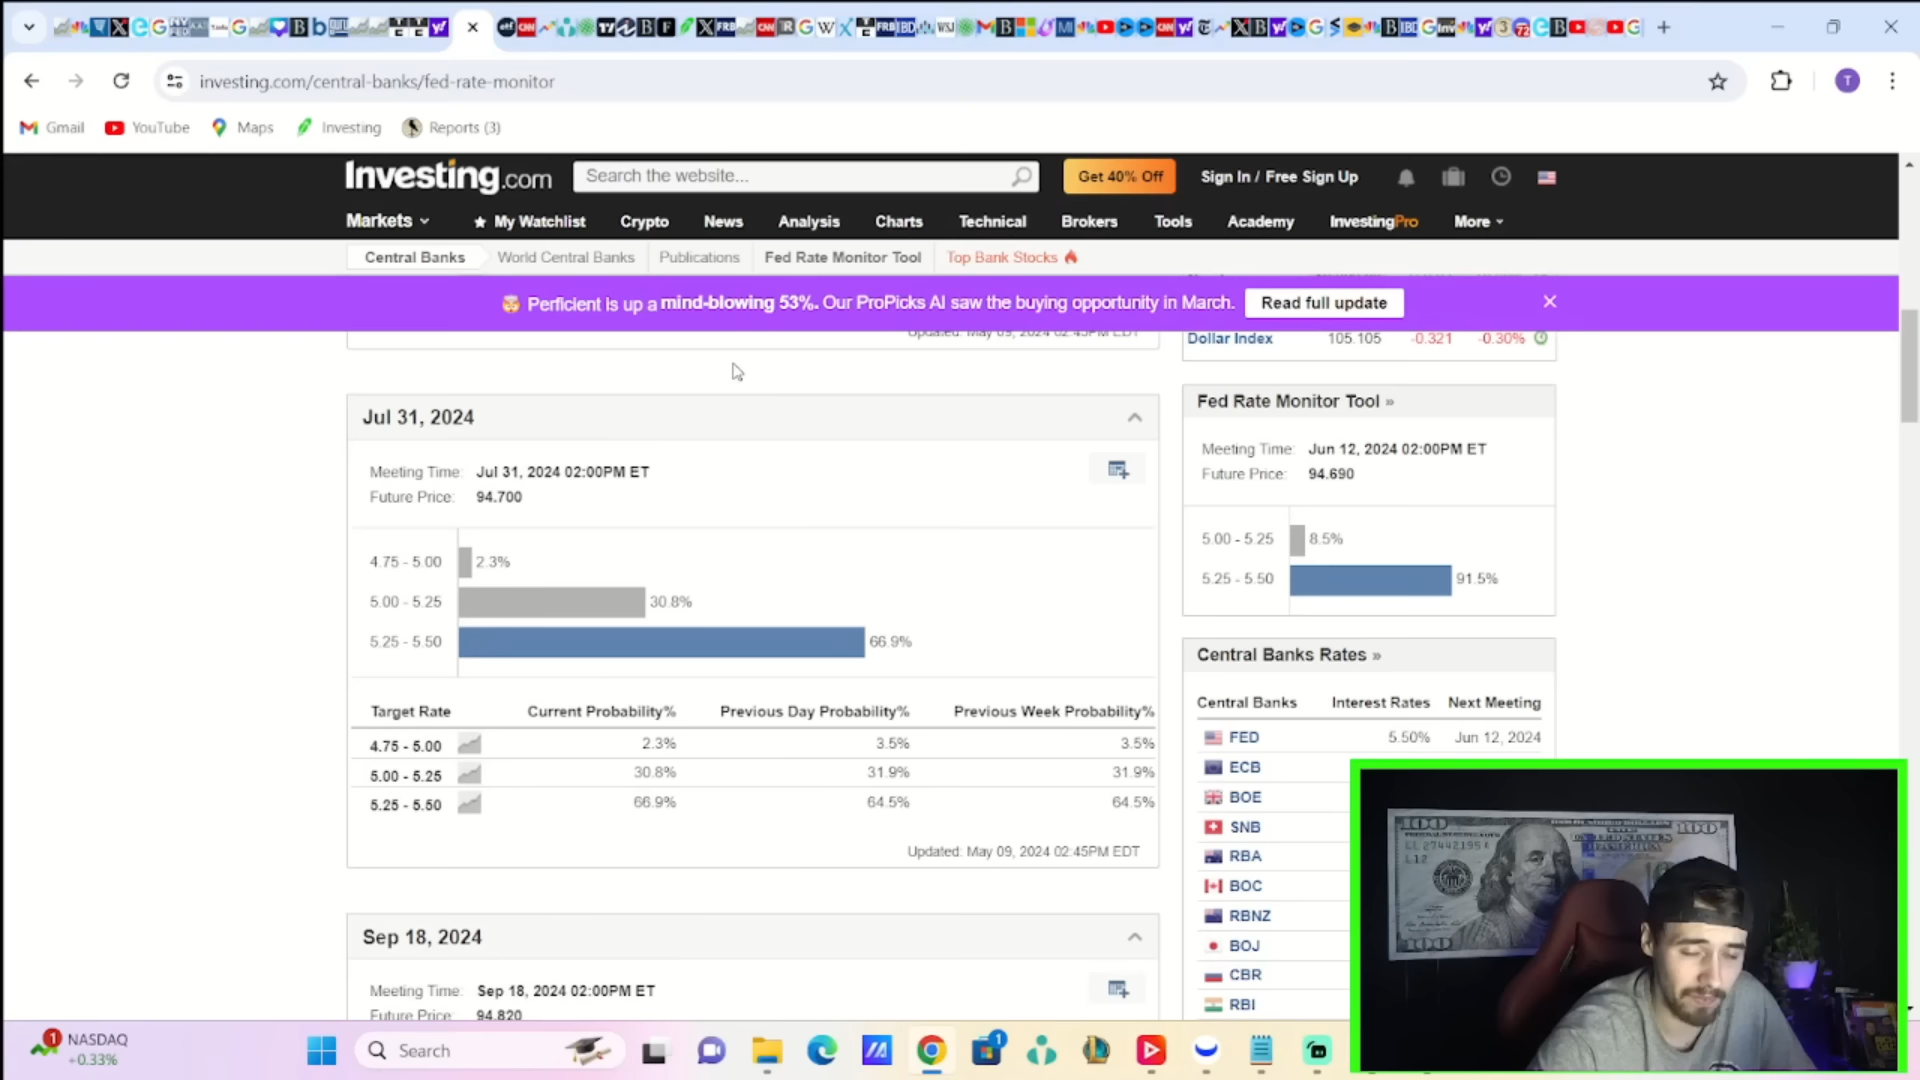 investing.com/central-banks/fed-rate-monitor
T
Gmail YouTube Maps Investing Reports (3)
Investing.com Search the website... Get 40% Off Sign In / Free Sign Up
Markets My Watchlist Crypto News Analysis Charts Technical Brokers Tools Academy InvestingPro More
Central Banks World Central Banks Publications Fed Rate Monitor Tool Top Bank Stocks
Perficient is up a mind-blowing 53%. Our ProPicks AI saw the buying opportunity in March. Read full update
Updated: May 09, 2024 02:45PM EDT
Dollar Index 105.105 -0.321 -0.30%
Jul 31, 2024
Meeting Time: Jul 31, 2024 02:00PM ET
Future Price: 94.700
4.75 - 5.00 2.3%
5.00 - 5.25 30.8%
5.25 - 5.50 66.9%
Target Rate Current Probability% Previous Day Probability% Previous Week Probability%
4.75 - 5.00 2.3% 3.5% 3.5%
5.00 - 5.25 30.8% 31.9% 31.9%
5.25 - 5.50 66.9% 64.5% 64.5%
Updated: May 09, 2024 02:45PM EDT
Sep 18, 2024
Meeting Time: Sep 18, 2024 02:00PM ET
Future Price: 94.820
Fed Rate Monitor Tool »
Meeting Time: Jun 12, 2024 02:00PM ET
Future Price: 94.690
5.00 - 5.25 8.5%
5.25 - 5.50 91.5%
Central Banks Rates »
Central Banks Interest Rates Next Meeting
FED 5.50% Jun 12, 2024
ECB
BOE
SNB
RBA
BOC
RBNZ
BOJ
CBR
RBI
100 100
100
1 NASDAQ
+0.33%
Search
1